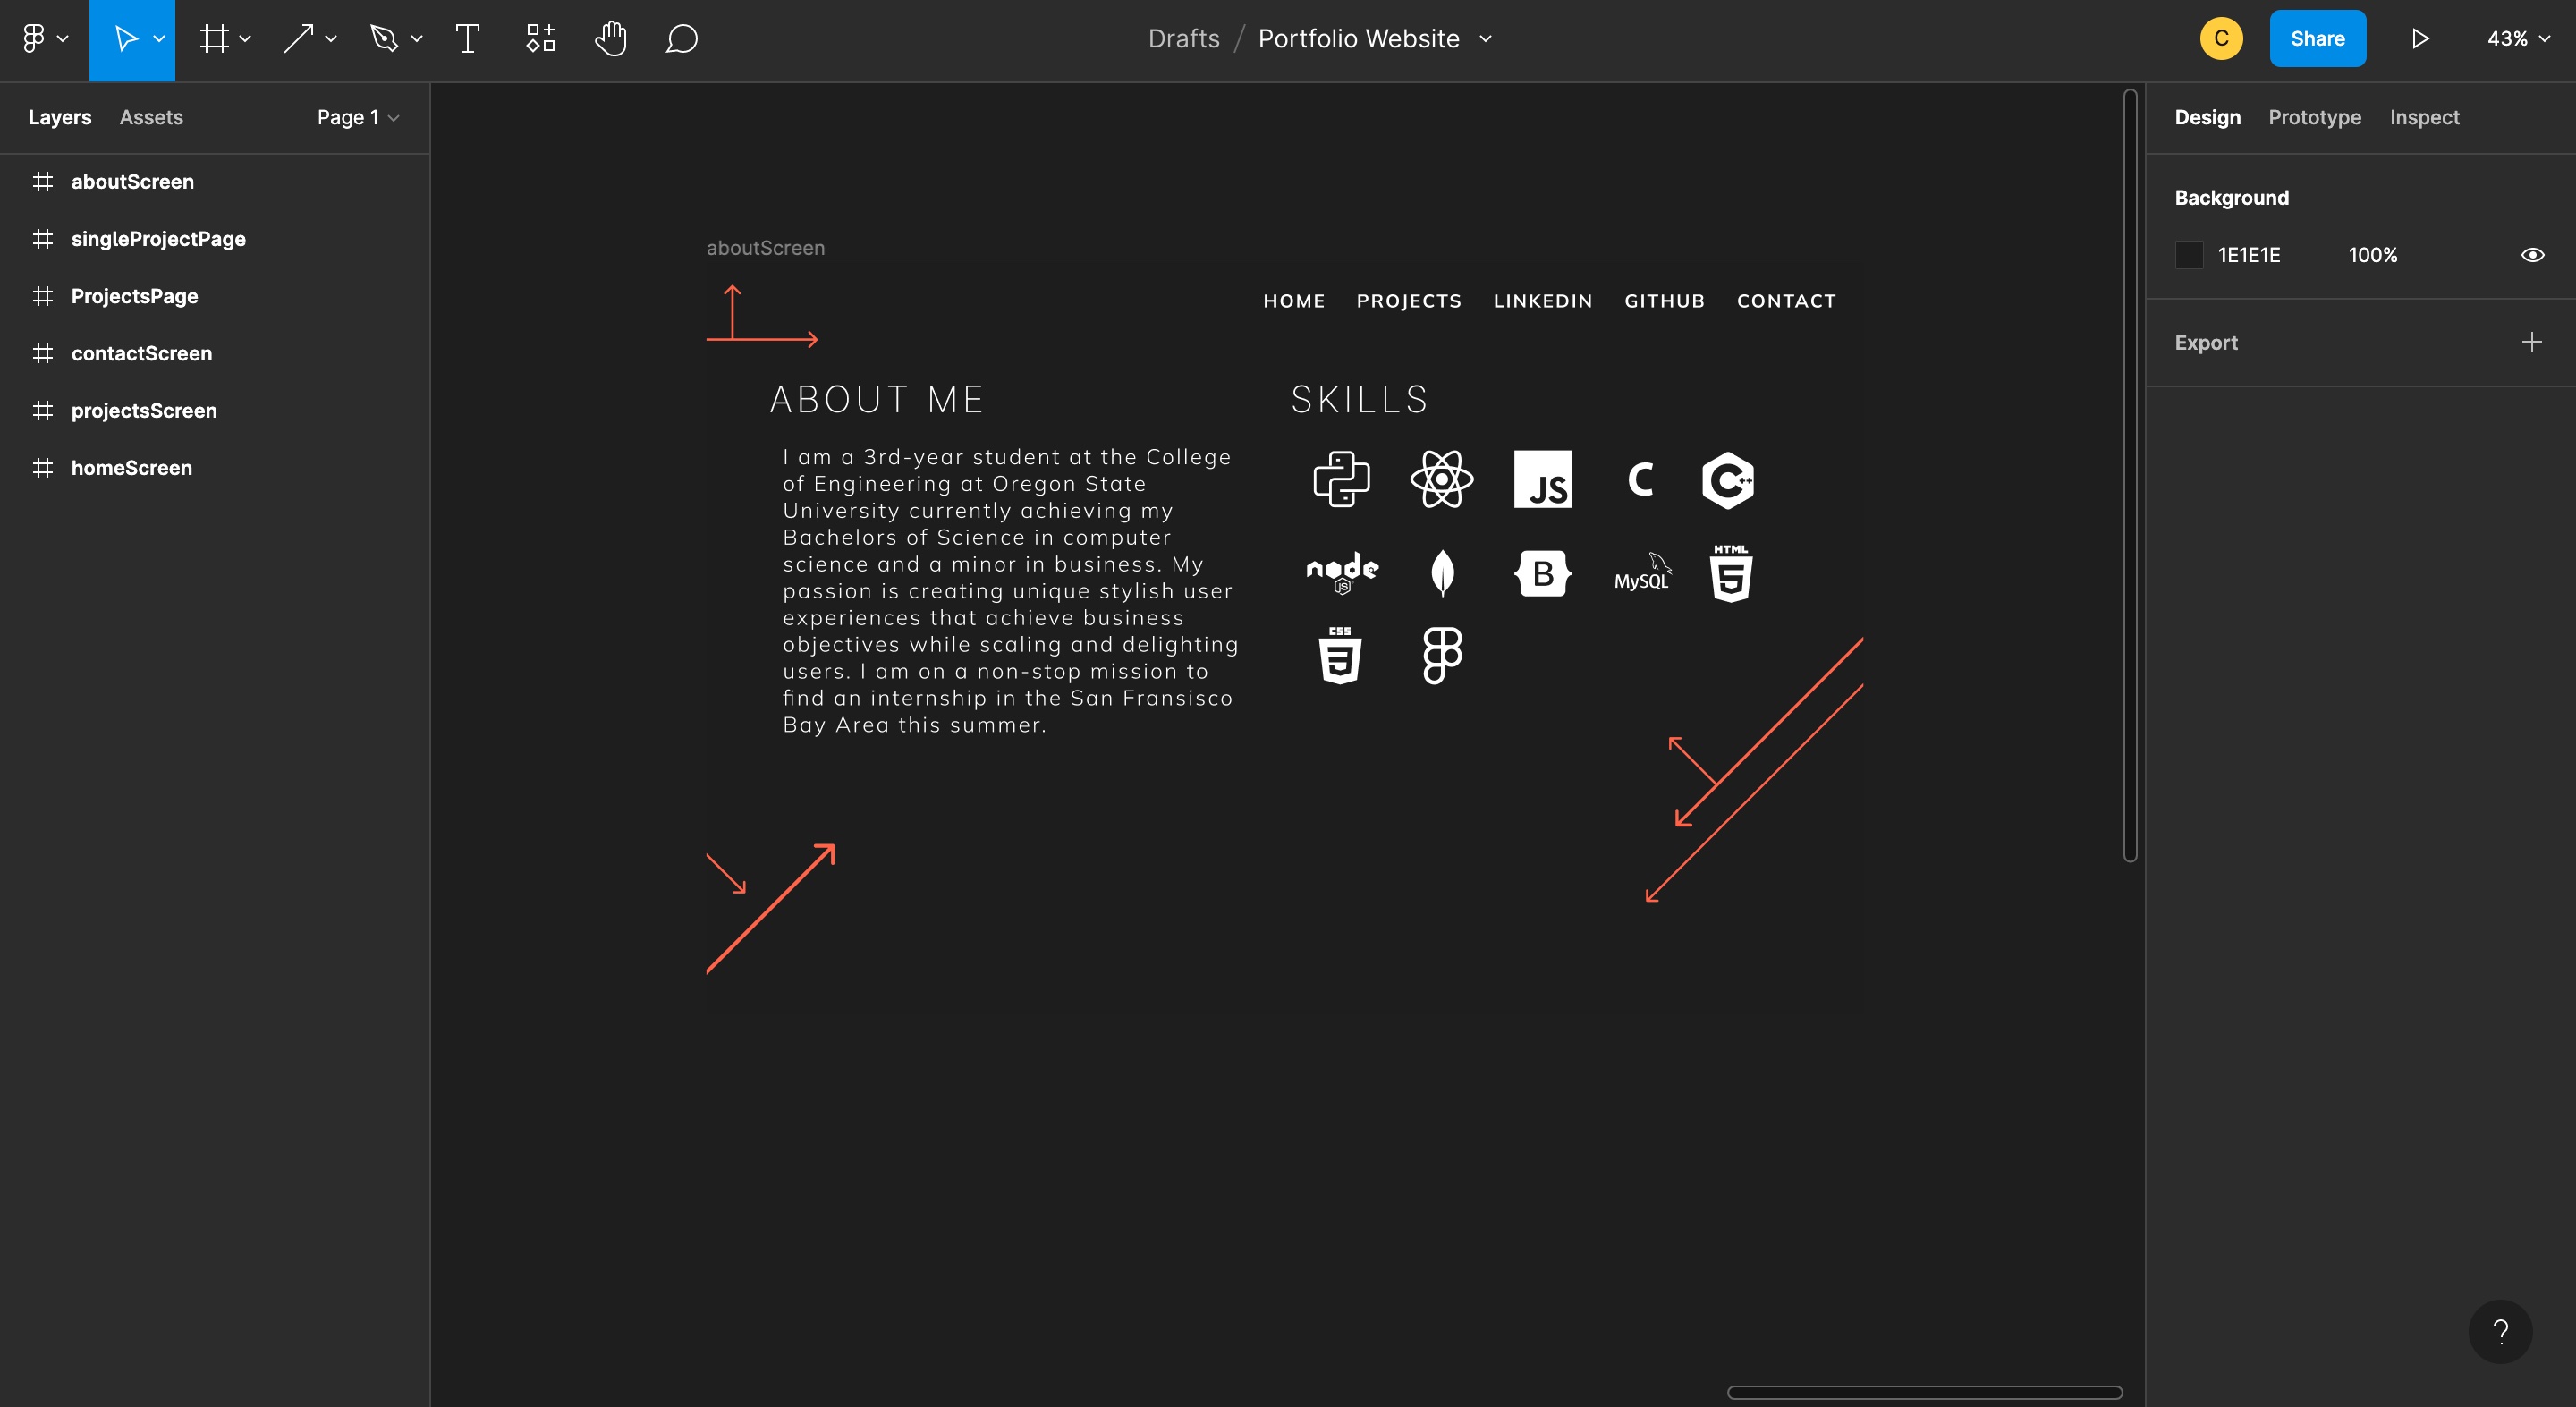 Drafts / Portfolio Website
C
Share
43%
Layers
Assets
Page 1
aboutScreen
singleProjectPage
ProjectsPage
contactScreen
projectsScreen
homeScreen
aboutScreen
HOME PROJECTS LINKEDIN GITHUB CONTACT
ABOUT ME
I am a 3rd-year student at the College
of Engineering at Oregon State
University currently achieving my
Bachelors of Science in computer
science and a minor in business. My
passion is creating unique stylish user
experiences that achieve business
objectives while scaling and delighting
users. I am on a non-stop mission to
find an internship in the San Fransisco
Bay Area this summer.
SKILLS
JS C C++
node JS B MySQL HTML 5
CSS 3
Design
Prototype
Inspect
Background
1E1E1E 100%
Export
?